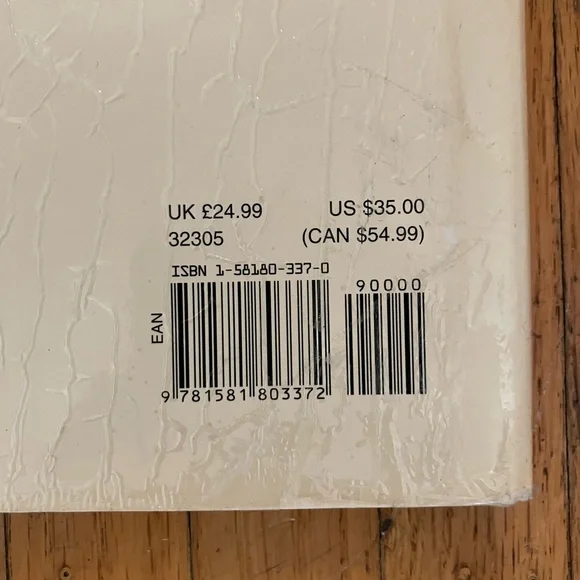 UK £24.99 US $35.00
32305 (CAN $54.99)
ISBN 1-58180-337-0
90000
EAN
9 781581 803372